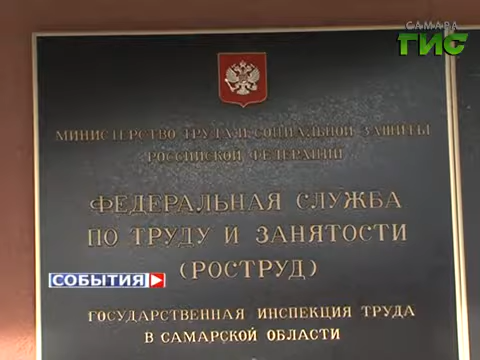 САМАРА
ГИС
МИНИСТЕРСТВО ТРУДА И СОЦИАЛЬНОЙ ЗАЩИТЫ
РОССИЙСКОЙ ФЕДЕРАЦИИ
ФЕДЕРАЛЬНАЯ СЛУЖБА
ПО ТРУДУ И ЗАНЯТОСТИ
(РОСТРУД)
СОБЫТИЯ
ГОСУДАРСТВЕННАЯ ИНСПЕКЦИЯ ТРУДА
В САМАРСКОЙ ОБЛАСТИ